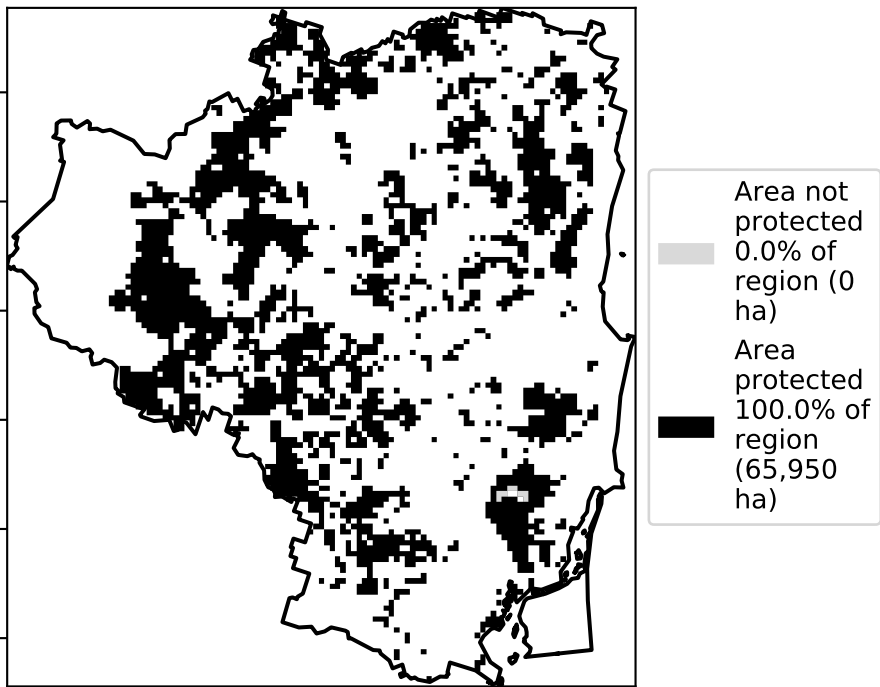 Area not
protected
0.0% of
region (0
ha)
Area
protected
100.0% of
region
(65,950
ha)